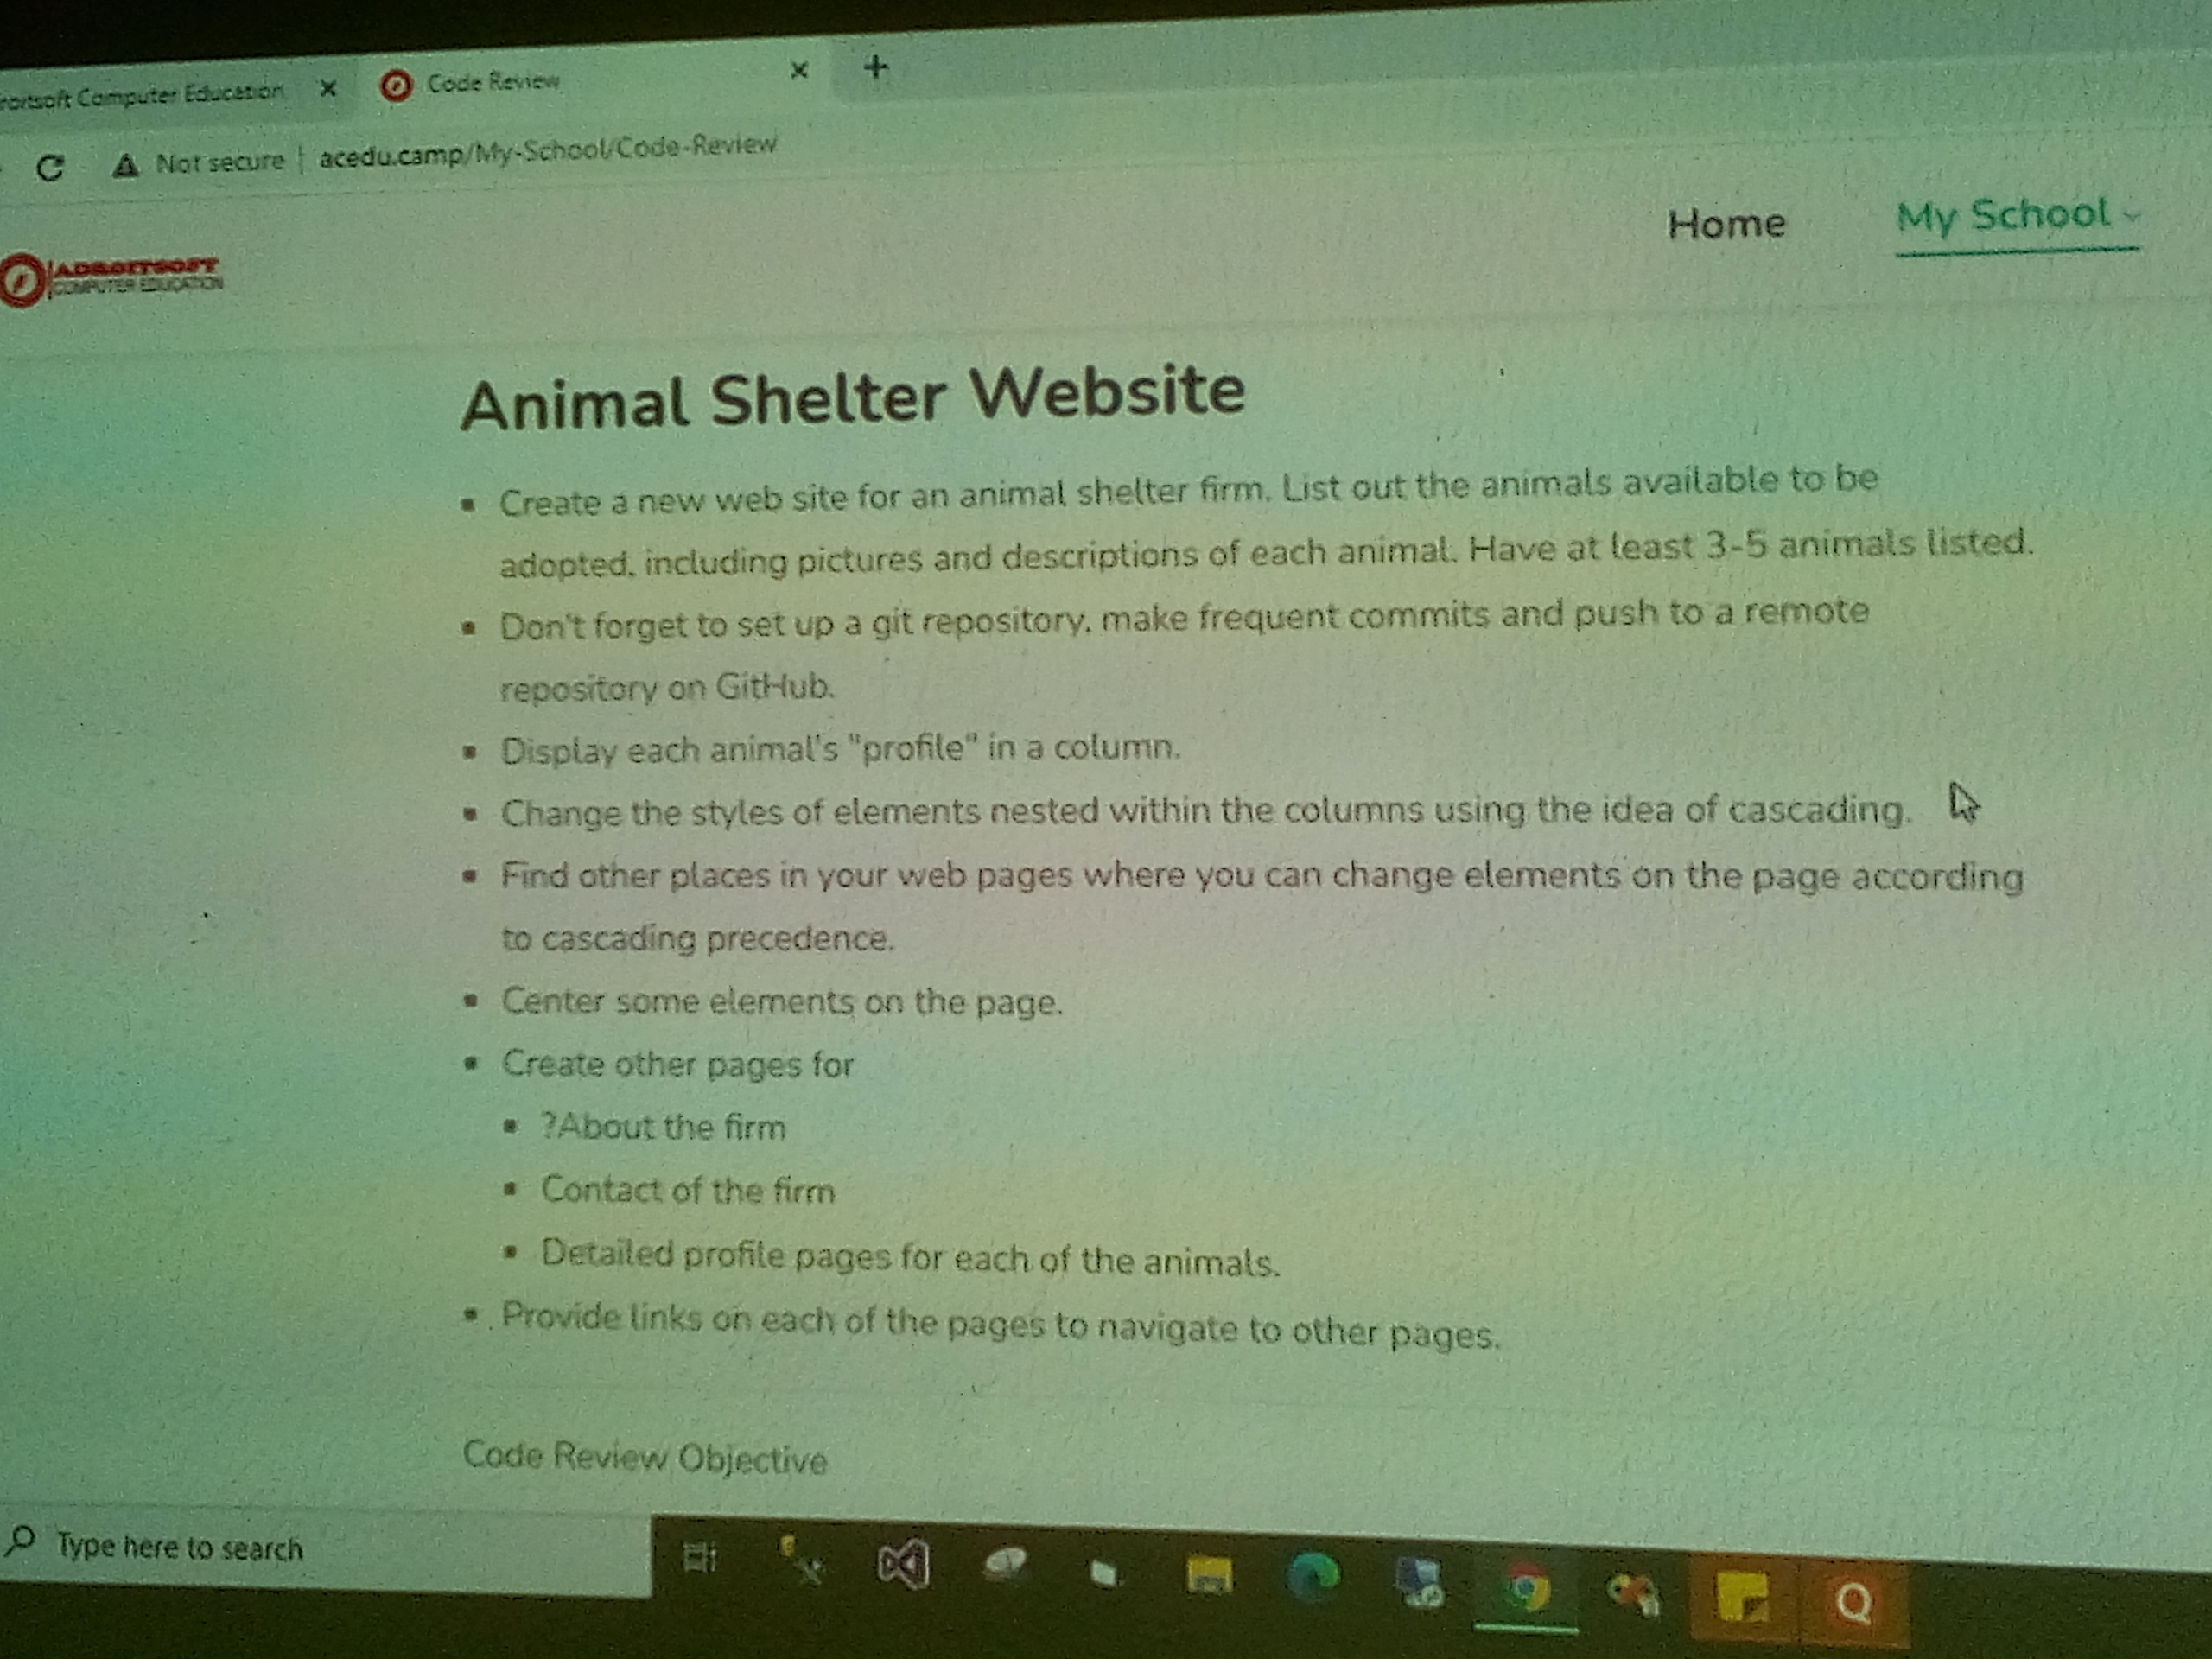 Computer Education
Code Review
Not secure | acedu.camp/My-School/Code-Review
Home
My School
ADROITSOFT
COMPUTER EDUCATION
Animal Shelter Website
Create a new web site for an animal shelter firm. List out the animals available to be
adopted, including pictures and descriptions of each animal. Have at least 3-5 animals listed.
Don't forget to set up a git repository, make frequent commits and push to a remote
repository on GitHub.
Display each animal's "profile" in a column.
Change the styles of elements nested within the columns using the idea of cascading.
Find other places in your web pages where you can change elements on the page according
to cascading precedence.
Center some elements on the page.
Create other pages for
?About the firm
Contact of the firm
Detailed profile pages for each of the animals.
Provide links on each of the pages to navigate to other pages.
Code Review Objective
Type here to search
Q